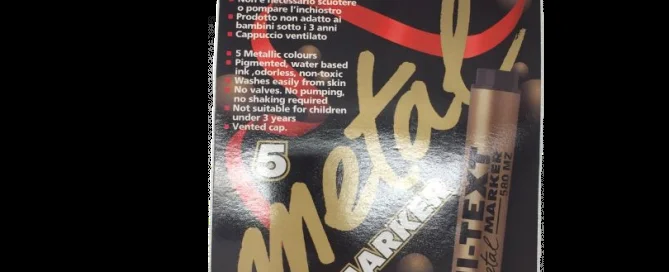 Non è necessario scuotere
o pompare l'inchiostro
Prodotto non adatto ai
bambini sotto i 3 anni
Cappuccio ventilato
5 Metallic colours
Pigmented, water based
ink ,odorless, non-toxic
Washes easily from skin
No valves. No pumping,
no shaking required
Not suitable for children
under 3 years
Vented cap.
5
metal
MARKER
I-TEXT
metal
MARKER
580 MZ